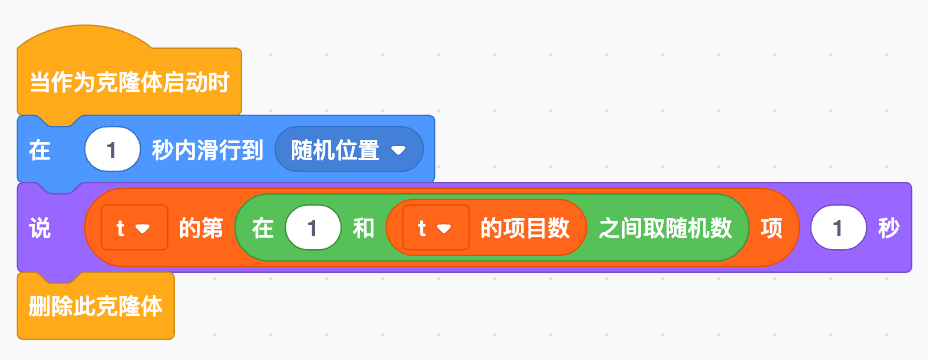 当作为克隆体启动时
在 1 秒内滑行到 随机位置
说 t 的第 在 1 和 t 的项目数 之间取随机数 项 1 秒
删除此克隆体